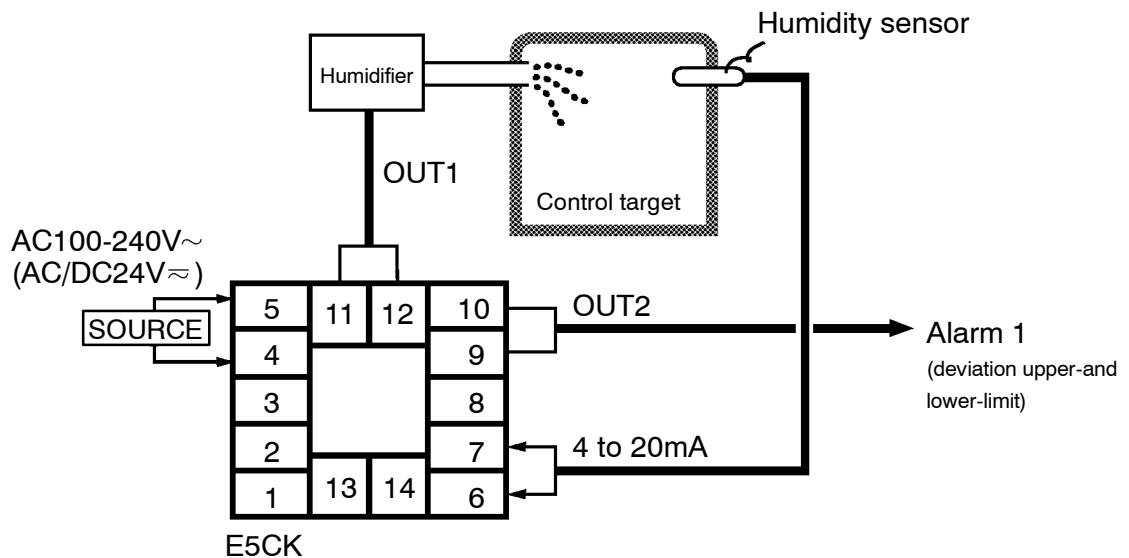 Humidity sensor
Humidifier
OUT1
Control target
AC100-240V~
(AC/DC24V≂)
SOURCE
5
4
3
2
1
11
12
13
14
10
9
8
7
6
OUT2
Alarm 1
(deviation upper-and
lower-limit)
4 to 20mA
E5CK